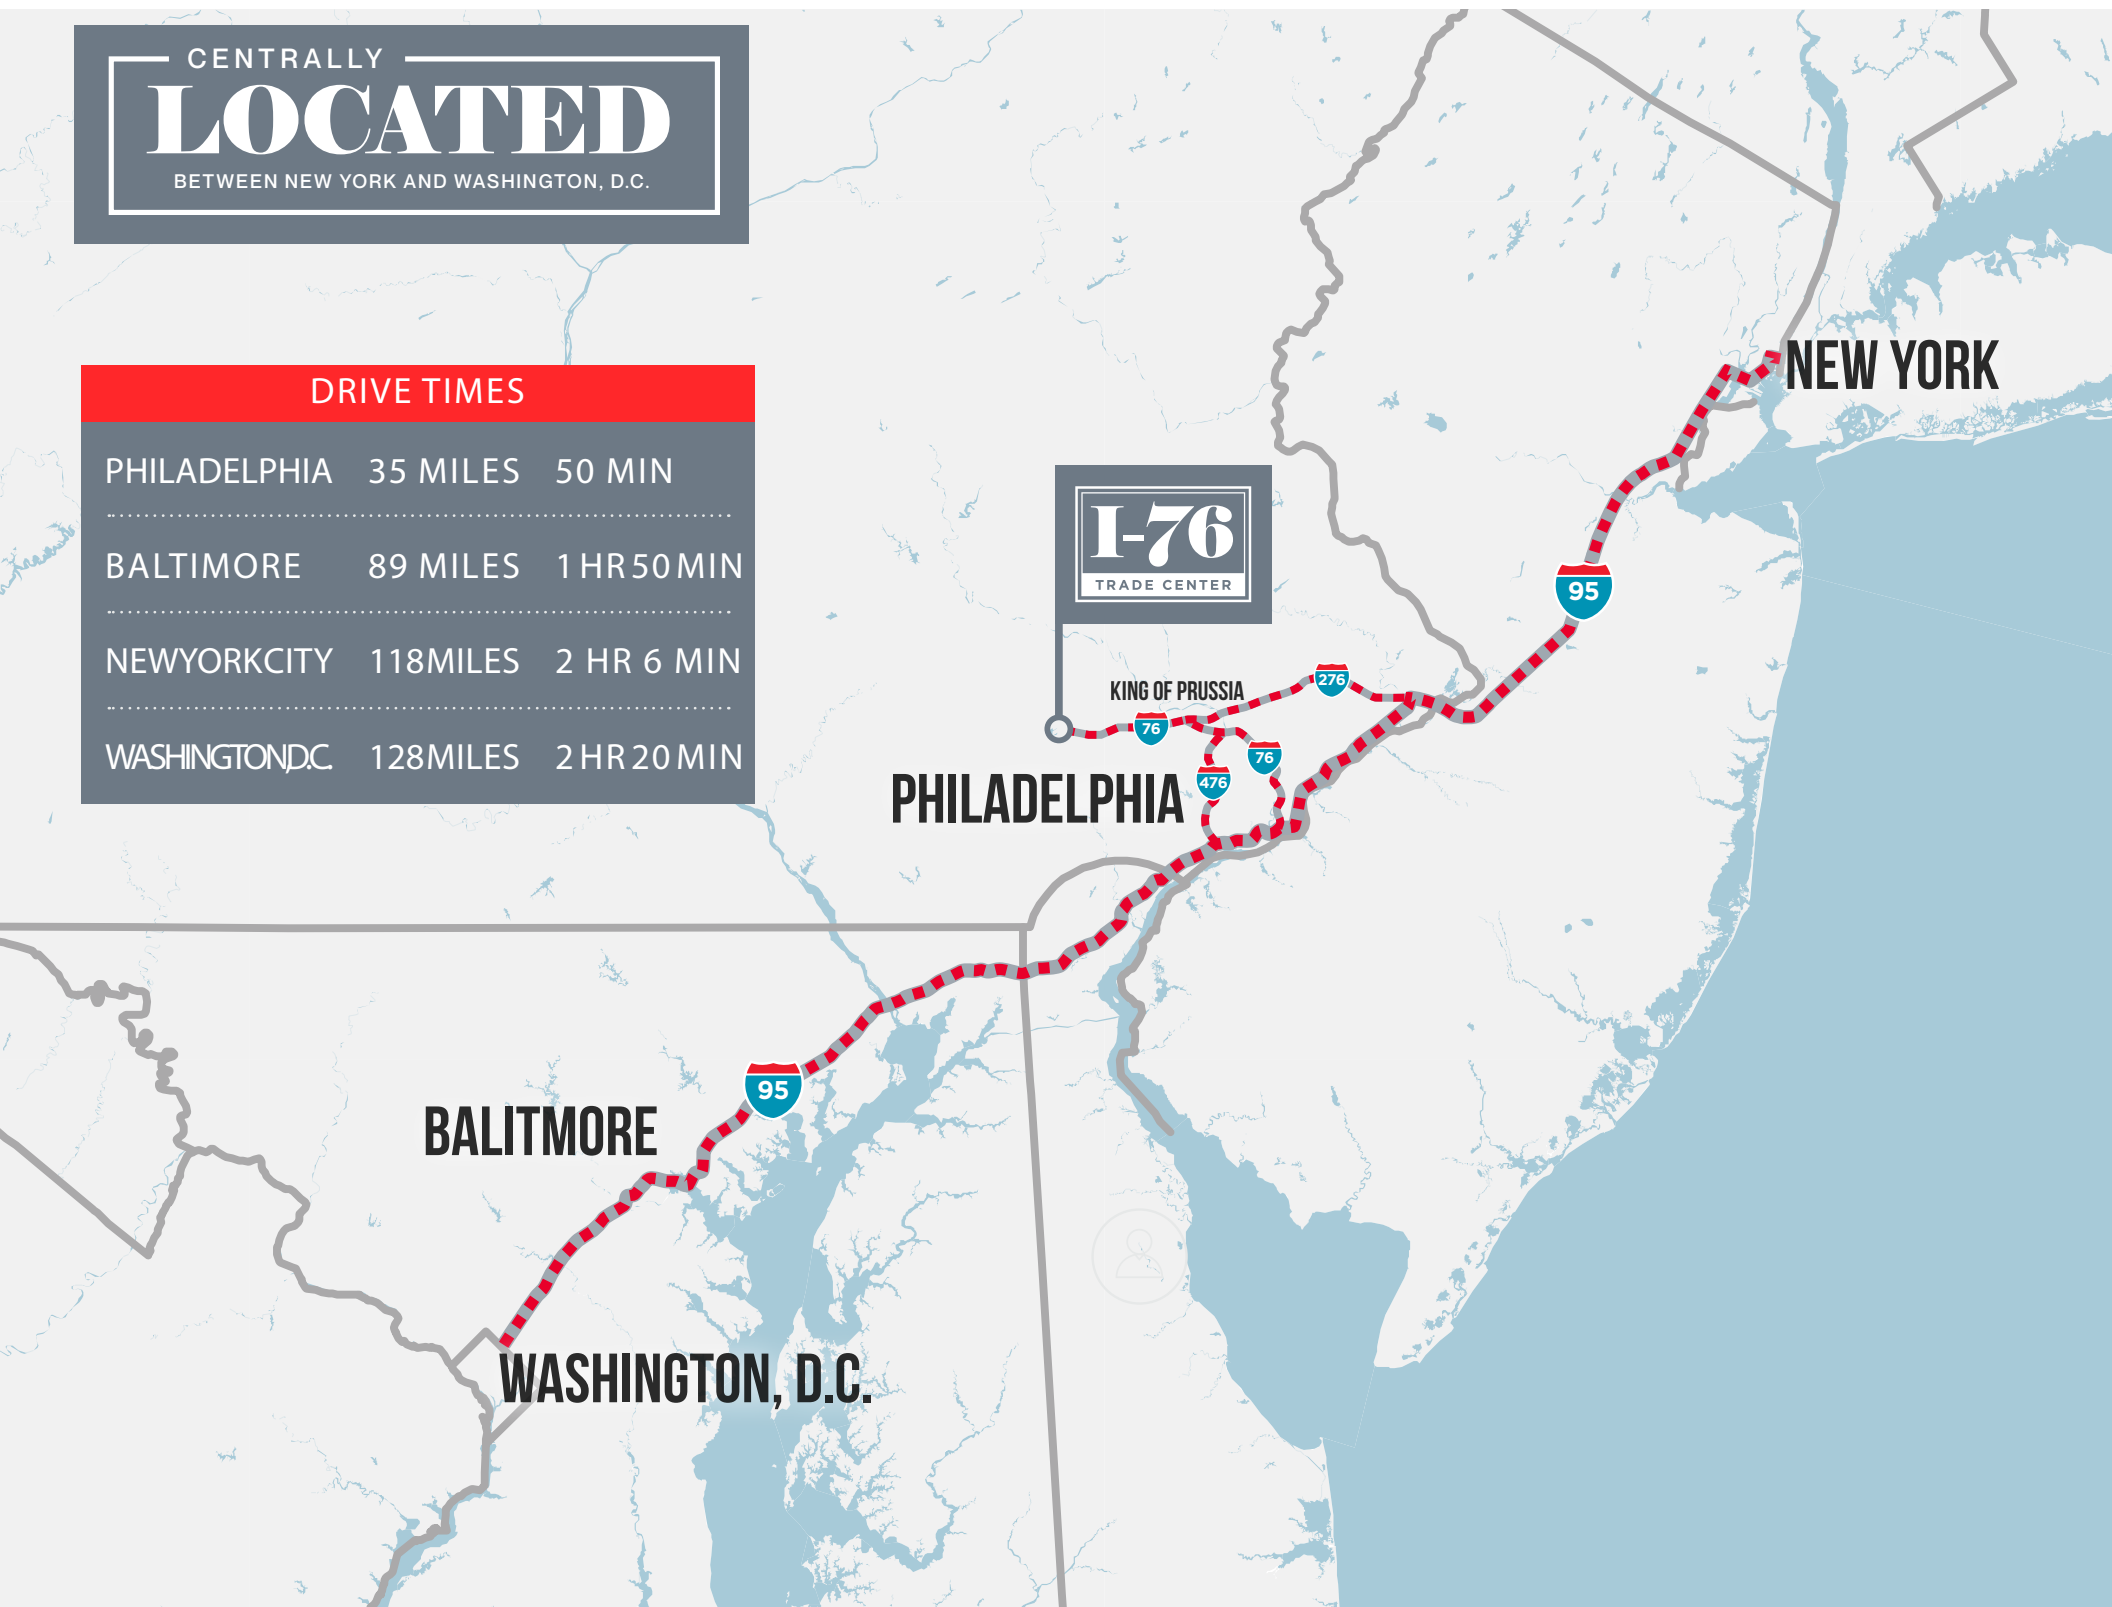 CENTRALLY
LOCATED
BETWEEN NEW YORK AND WASHINGTON, D.C.
DRIVE TIMES
PHILADELPHIA 35 MILES 50 MIN
BALTIMORE 89 MILES 1 HR 50 MIN
NEWYORKCITY 118MILES 2 HR 6 MIN
WASHINGTON,D.C. 128MILES 2 HR 20 MIN
NEW YORK
I-76
TRADE CENTER
95
KING OF PRUSSIA
276
76
76
476
PHILADELPHIA
95
BALITMORE
WASHINGTON, D.C.